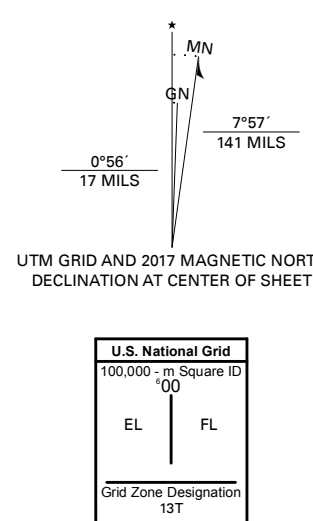 ★
MN
GN
7°57´
141 MILS
0°56´
17 MILS
UTM GRID AND 2017 MAGNETIC NORT
DECLINATION AT CENTER OF SHEET
U.S. National Grid
100,000 - m Square ID
⁶00
EL FL
Grid Zone Designation
13T